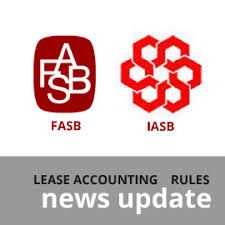 FASB
FASB IASB
LEASE ACCOUNTING RULES
news update